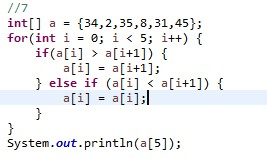 //7
int[] a = {34,2,35,8,31,45};
for(int i = 0; i < 5; i++) {
    if(a[i] > a[i+1]) {
        a[i] = a[i+1];
    } else if (a[i] < a[i+1]) {
        a[i] = a[i];
    }
}
System.out.println(a[5]);